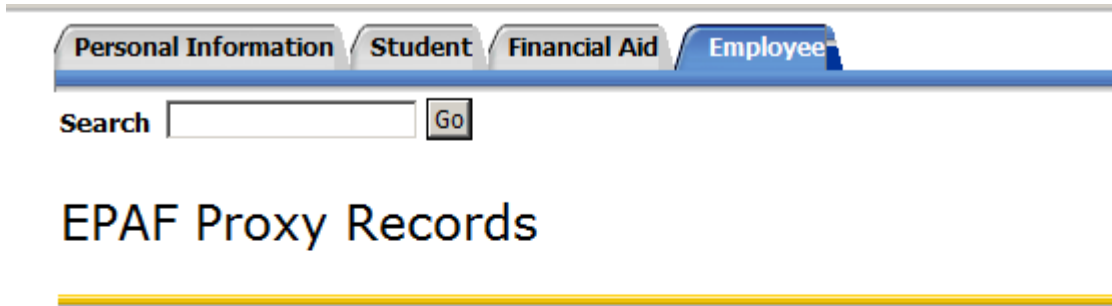 Personal Information Student Financial Aid Employee
Search Go
EPAF Proxy Records